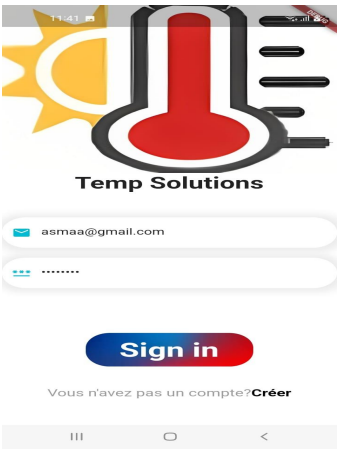 11:41
Temp Solutions
asmaa@gmail.com
••••••••
Sign in
Vous n'avez pas un compte?Créer